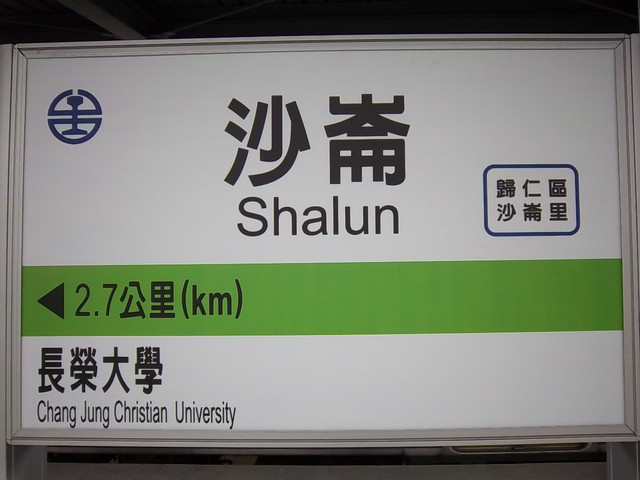 沙崙
Shalun
歸仁區
沙崙里
2.7公里(km)
長榮大學
Chang Jung Christian University